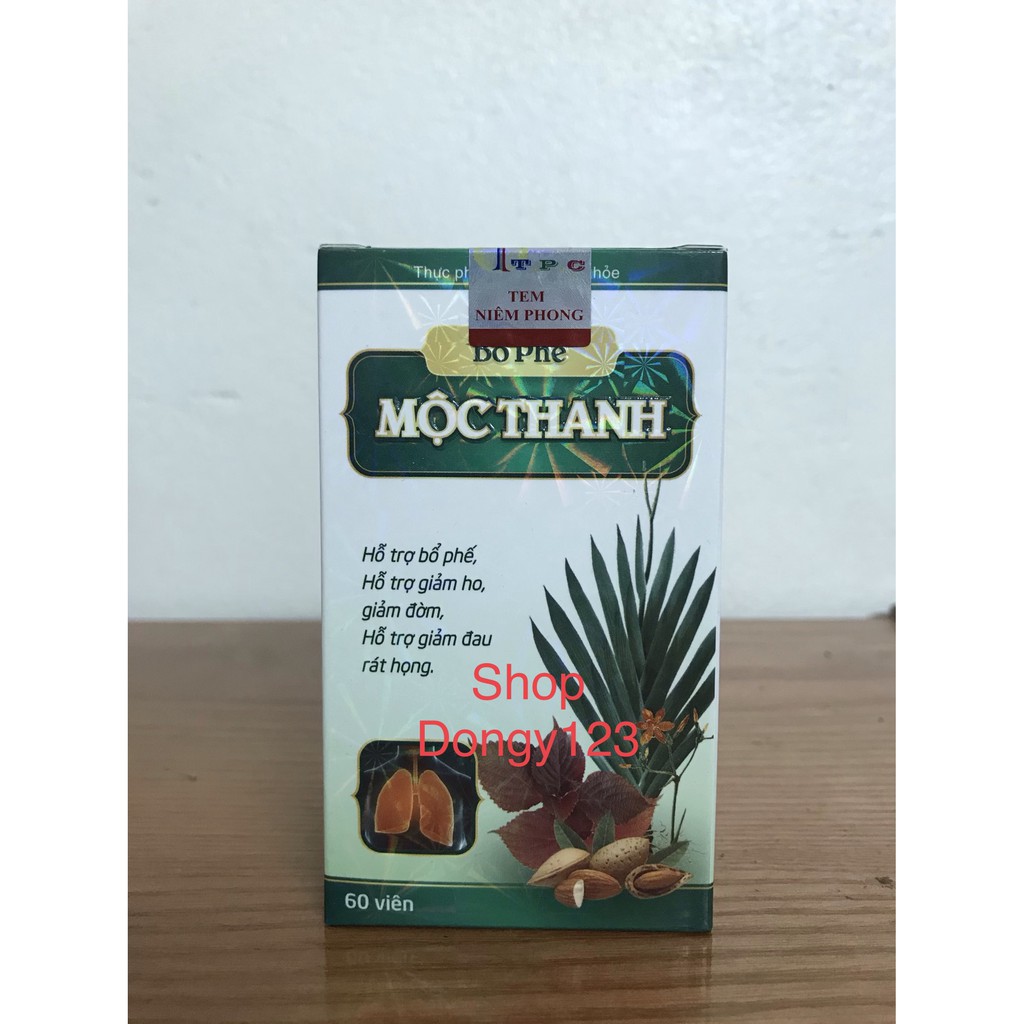 Thực ph
hỏe
TPC
TEM
NIÊM PHONG
Bổ Phế
MỘC THANH
Hỗ trợ bổ phế,
Hỗ trợ giảm ho,
giảm đờm,
Hỗ trợ giảm đau
rát họng.
Shop
Dongy123
60 viên